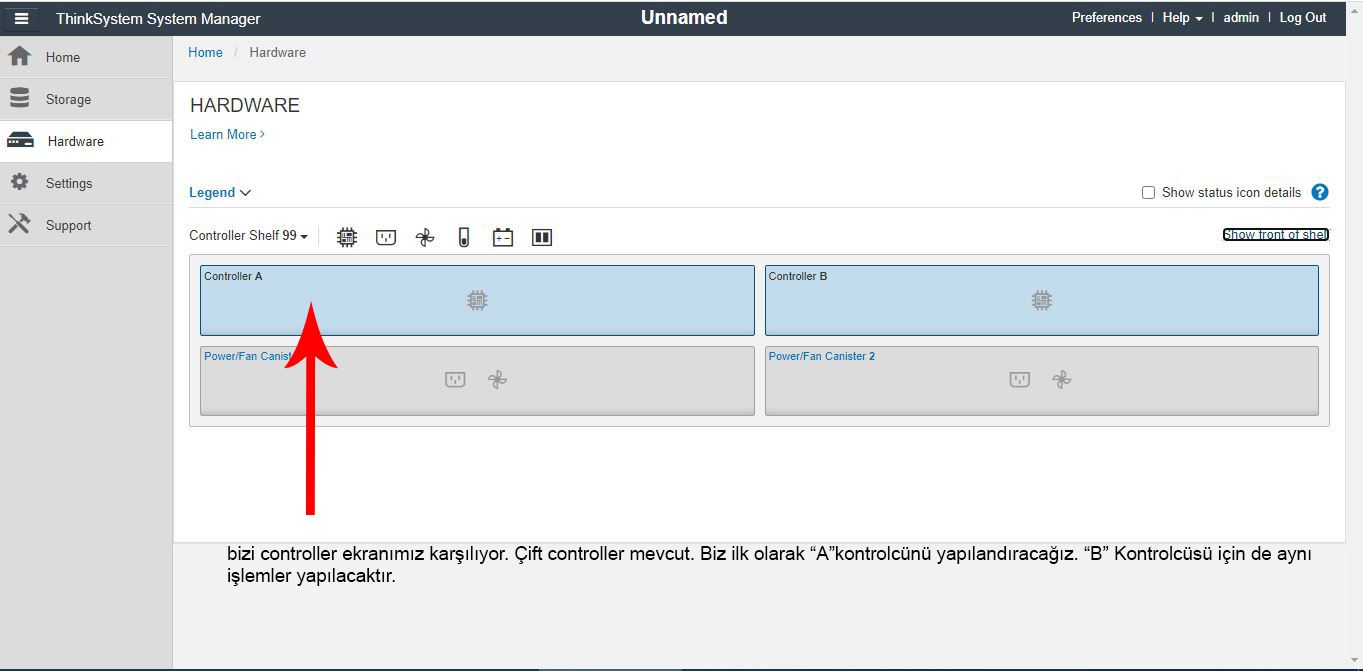 ThinkSystem System Manager
Unnamed
Preferences | Help | admin | Log Out
Home
Storage
Hardware
Settings
Support
Home / Hardware
HARDWARE
Learn More >
Legend
Show status icon details ?
Controller Shelf 99
Show front of shelf
Controller A
Controller B
Power/Fan Canist
Power/Fan Canister 2
bizi controller ekranımız karşılıyor. Çift controller mevcut. Biz ilk olarak “A”kontrolcünü yapılandıracağız. “B” Kontrolcüsü için de aynı
işlemler yapılacaktır.